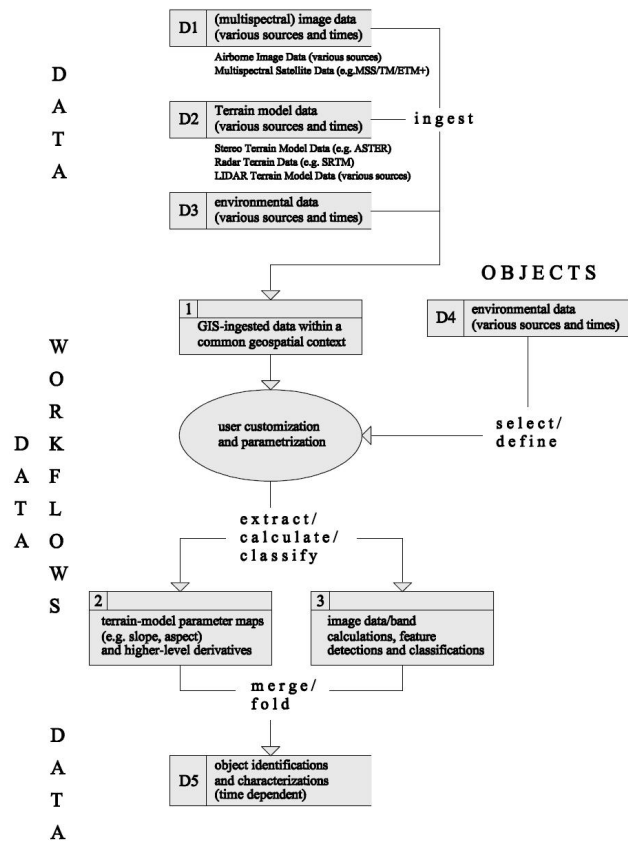 D A T A
D1
(multispectral) image data
(various sources and times)
Airborne Image Data (various sources)
Multispectral Satellite Data (e.g.MSS/TM/ETM+)
D2
Terrain model data
(various sources and times)
ingest
Stereo Terrain Model Data (e.g. ASTER)
Radar Terrain Data (e.g. SRTM)
LIDAR Terrain Model Data (various sources)
D3
environmental data
(various sources and times)
OBJECTS
D4
environmental data
(various sources and times)
select/
define
DATA
WORKFLOWS
1
GIS-ingested data within a
common geospatial context
user customization
and parametrization
extract/
calculate/
classify
2
terrain-model parameter maps
(e.g. slope, aspect)
and higher-level derivatives
3
image data/band
calculations, feature
detections and classifications
merge/
fold
DATA
D5
object identifications
and characterizations
(time dependent)